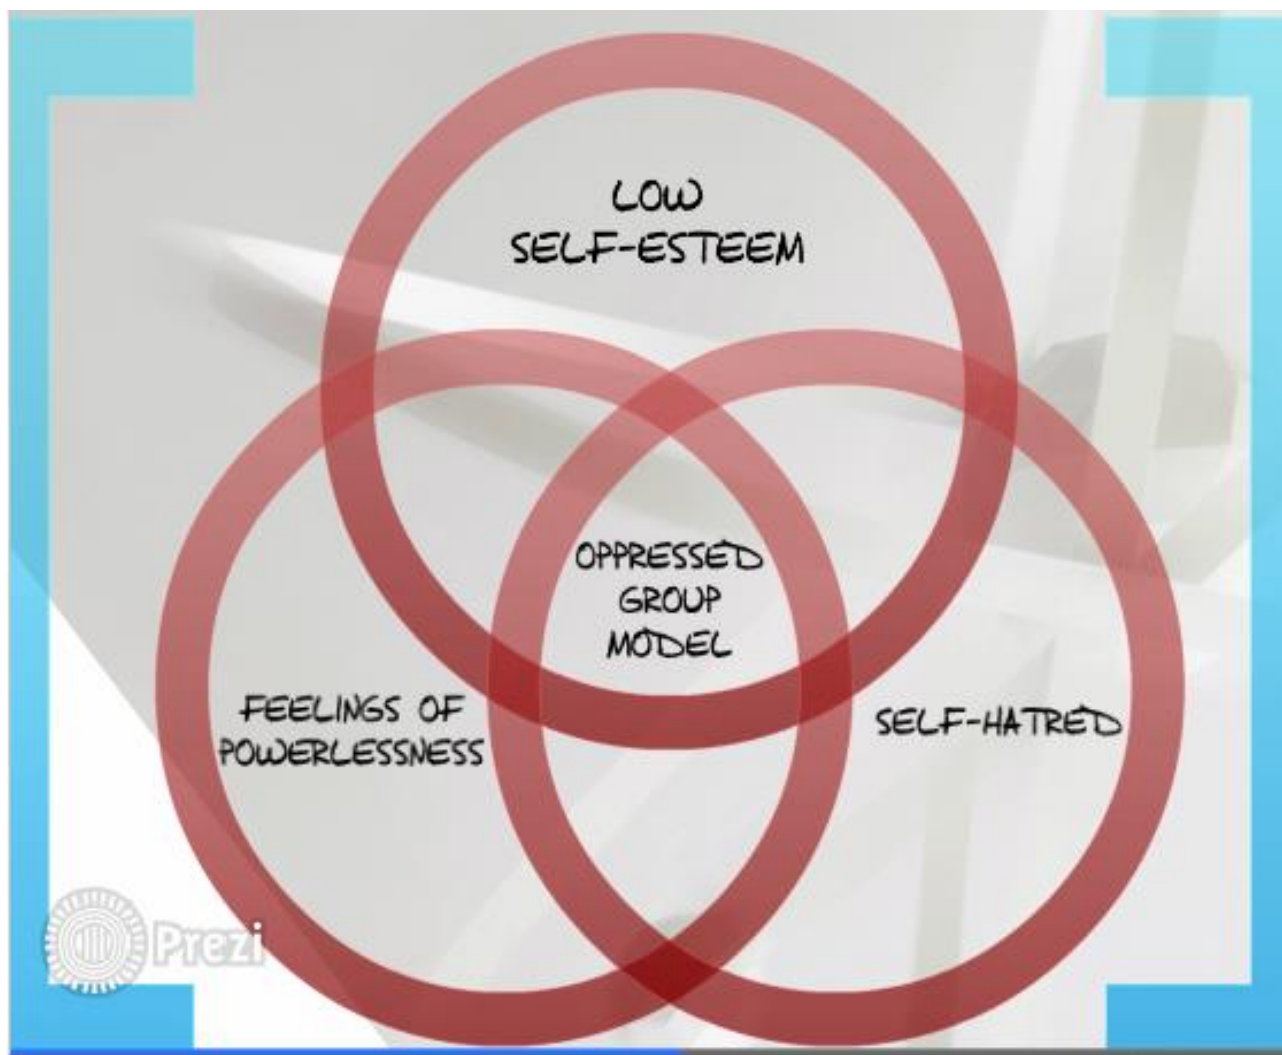 LOW
SELF-ESTEEM
OPPRESSED
GROUP
MODEL
FEELINGS OF
POWERLESSNESS
SELF-HATRED
Prezi